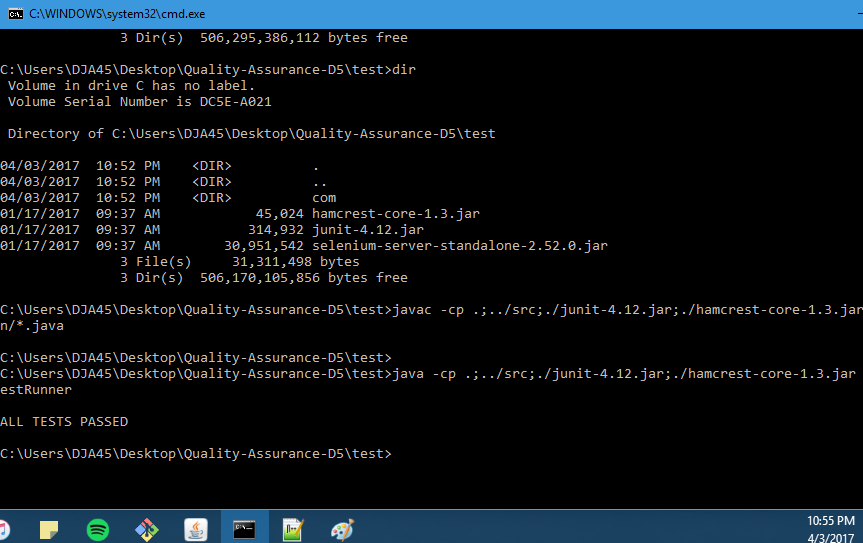 C:\WINDOWS\system32\cmd.exe
3 Dir(s) 506,295,386,112 bytes free
C:\Users\DJA45\Desktop\Quality-Assurance-D5\test>dir
Volume in drive C has no label.
Volume Serial Number is DC5E-A021
Directory of C:\Users\DJA45\Desktop\Quality-Assurance-D5\test
04/03/2017 10:52 PM <DIR> .
04/03/2017 10:52 PM <DIR> ..
04/03/2017 10:52 PM <DIR> com
01/17/2017 09:37 AM 45,024 hamcrest-core-1.3.jar
01/17/2017 09:37 AM 314,932 junit-4.12.jar
01/17/2017 09:37 AM 30,951,542 selenium-server-standalone-2.52.0.jar
3 File(s) 31,311,498 bytes
3 Dir(s) 506,170,105,856 bytes free
C:\Users\DJA45\Desktop\Quality-Assurance-D5\test>javac -cp .;../src;./junit-4.12.jar;./hamcrest-core-1.3.jar
n/*.java
C:\Users\DJA45\Desktop\Quality-Assurance-D5\test>
C:\Users\DJA45\Desktop\Quality-Assurance-D5\test>java -cp .;../src;./junit-4.12.jar;./hamcrest-core-1.3.jar
estRunner
ALL TESTS PASSED
C:\Users\DJA45\Desktop\Quality-Assurance-D5\test>
10:55 PM
4/3/2017